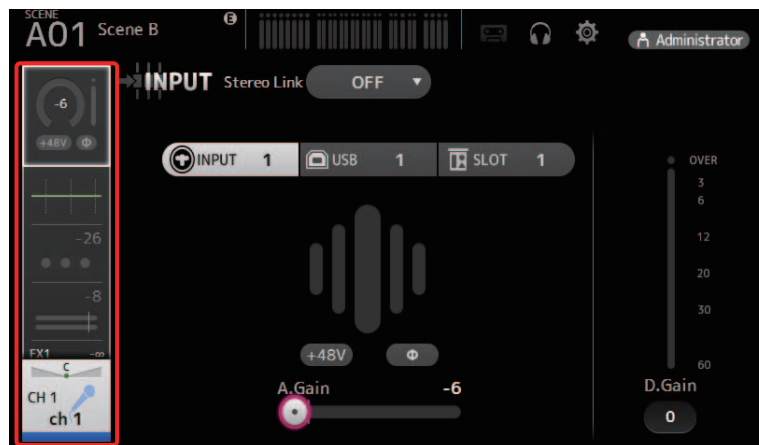 SCENE
A01 Scene B E
Administrator
-6
+48V Φ
-26
-8
FX1 -∞
C
CH 1
ch 1
INPUT Stereo Link OFF
INPUT 1 USB 1 SLOT 1
+48V Φ
A.Gain -6
OVER
3
6
12
20
30
60
D.Gain
0